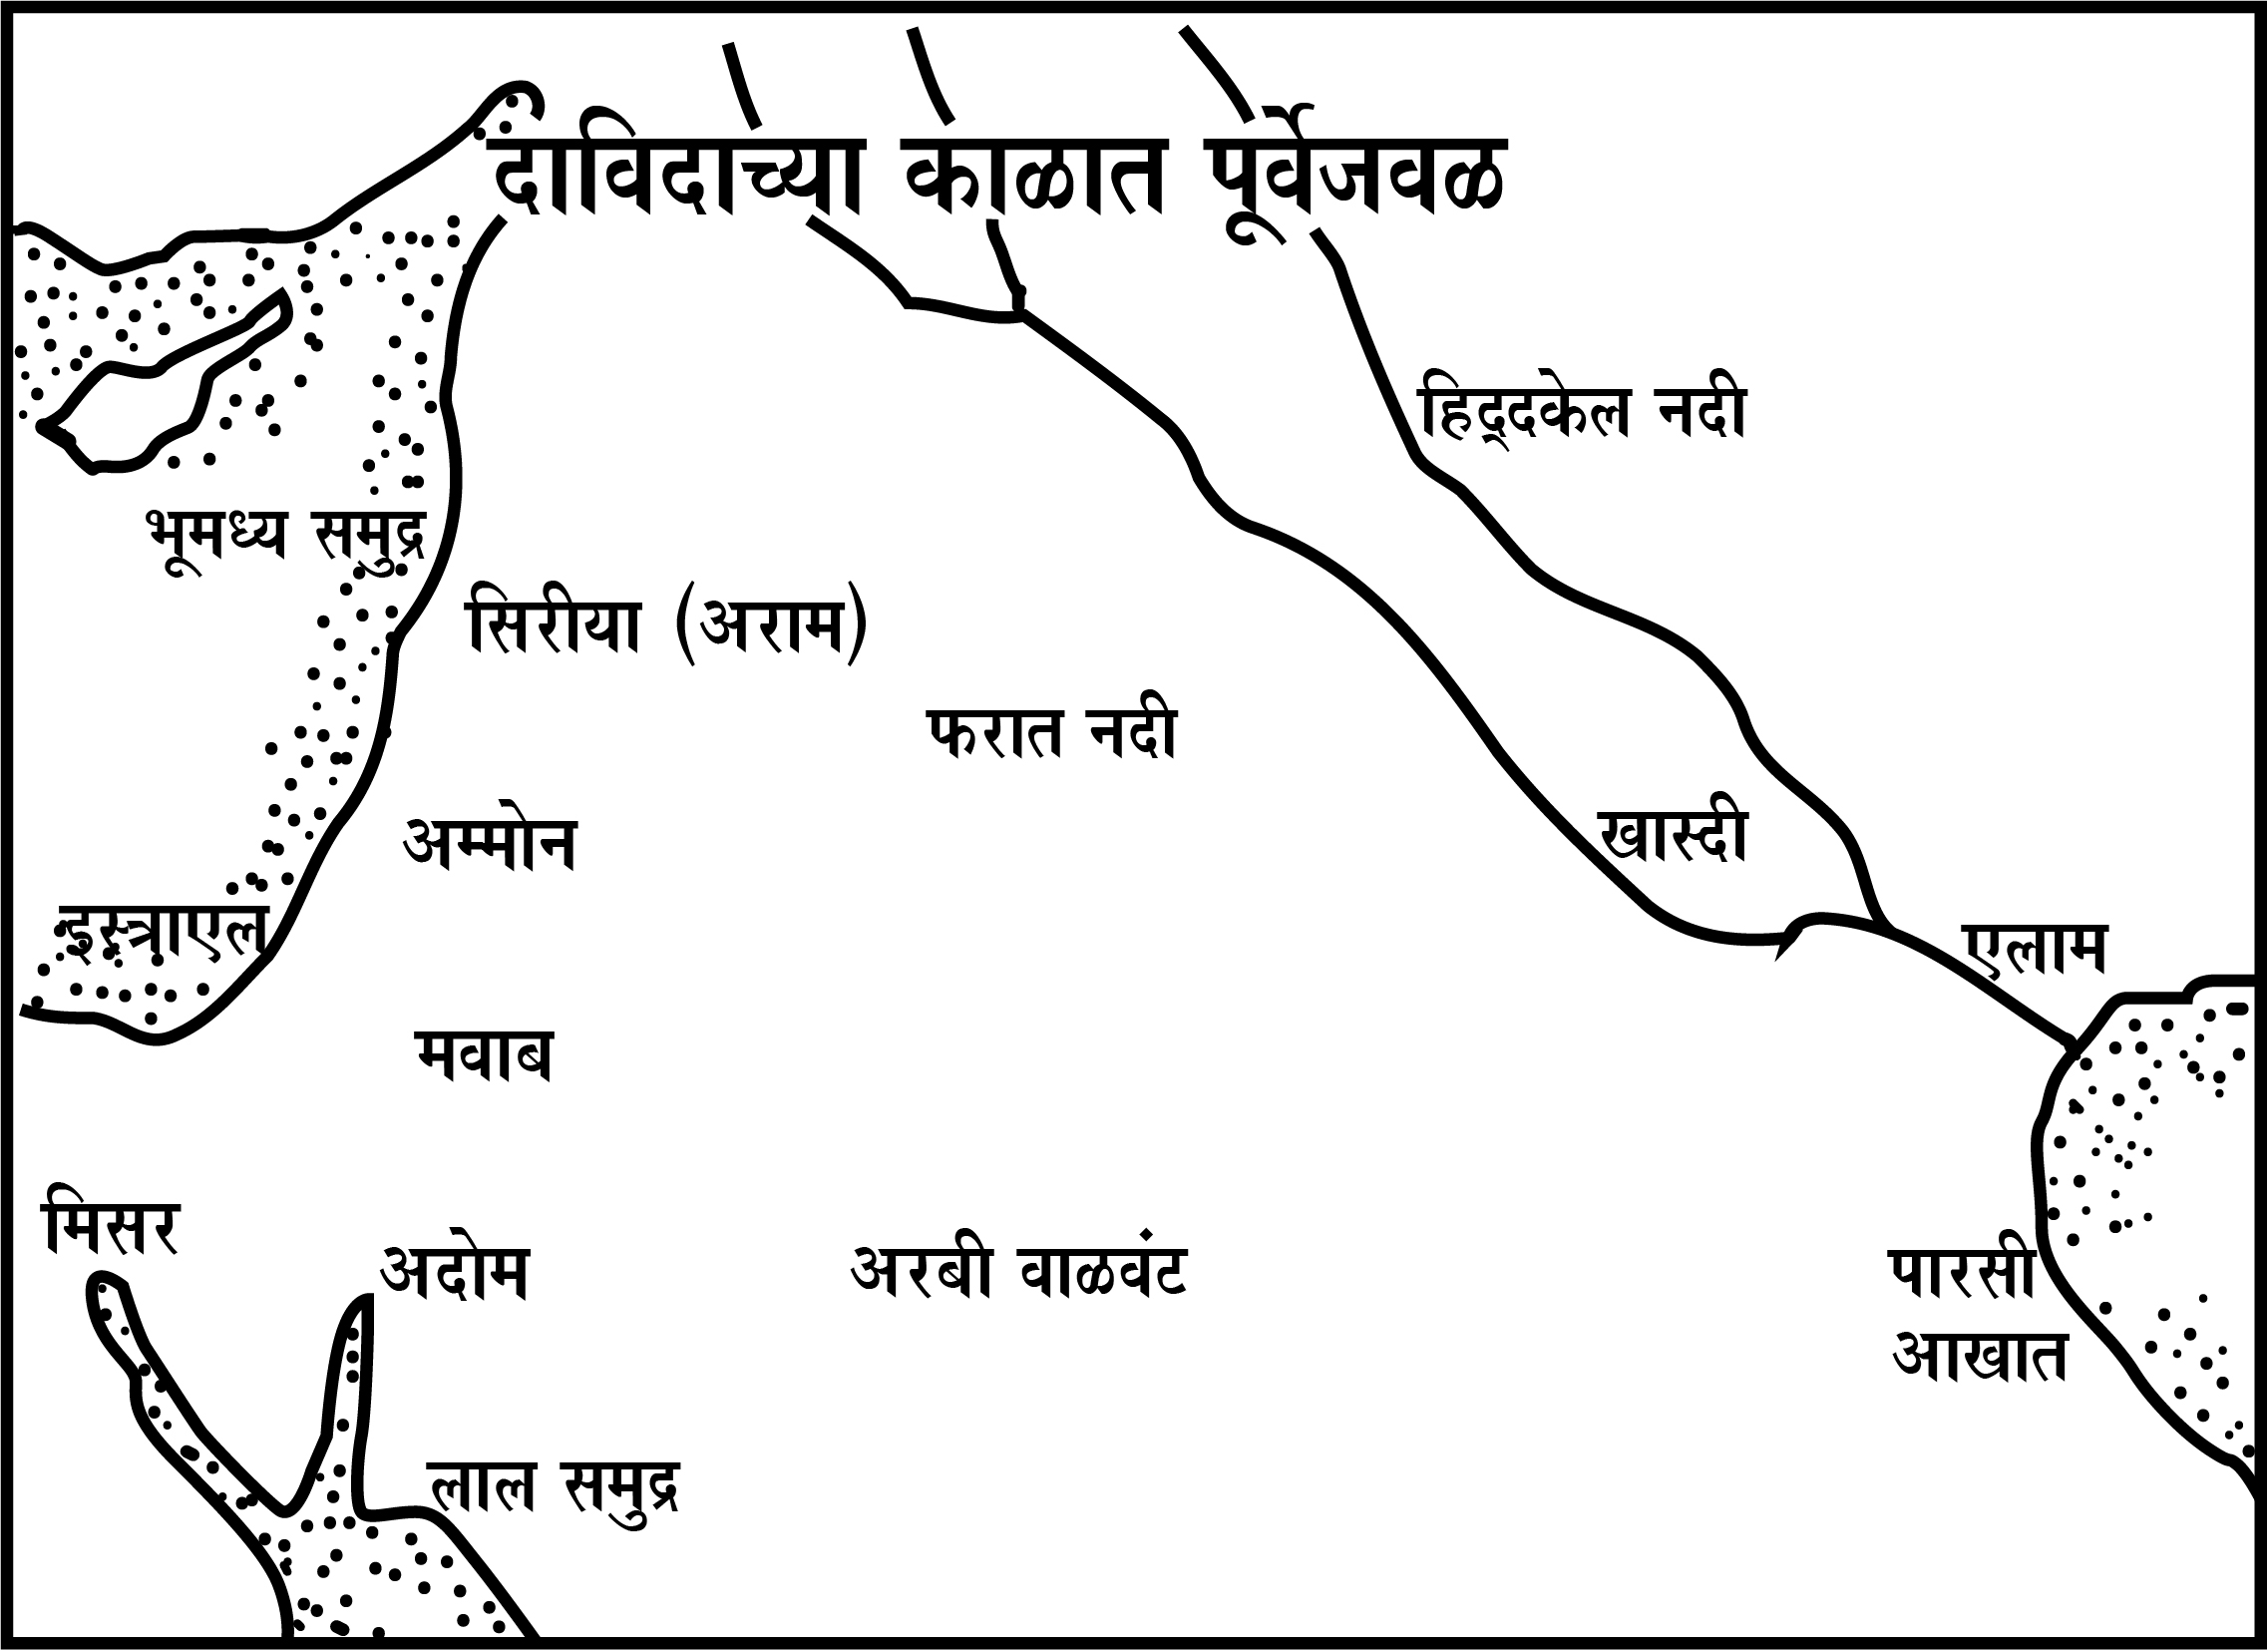 दाविदाच्या काळात पूर्वेजवळ
हिद्दकेल नदी
भूमध्य समुद्र
सिरीया (अराम)
फरात नदी
अम्मोन
खास्दी
इस्त्राएल
एलाम
मवाब
मिसर
अदोम
अरबी वाळवंट
पारसी
आखात
लाल समुद्र